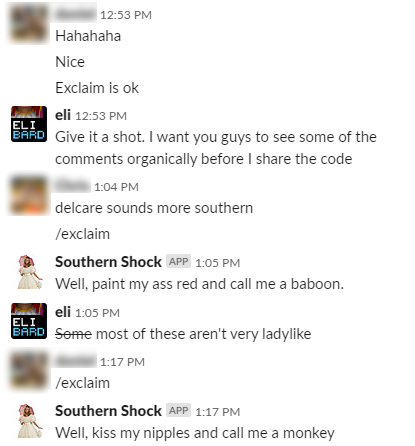 12:53 PM
Hahahaha
Nice
Exclaim is ok
ELI
BARD
eli 12:53 PM
Give it a shot. I want you guys to see some of the
comments organically before I share the code
1:04 PM
delcare sounds more southern
/exclaim
Southern Shock APP 1:05 PM
Well, paint my ass red and call me a baboon.
ELI
BARD
eli 1:05 PM
Some most of these aren't very ladylike
1:17 PM
/exclaim
Southern Shock APP 1:17 PM
Well, kiss my nipples and call me a monkey